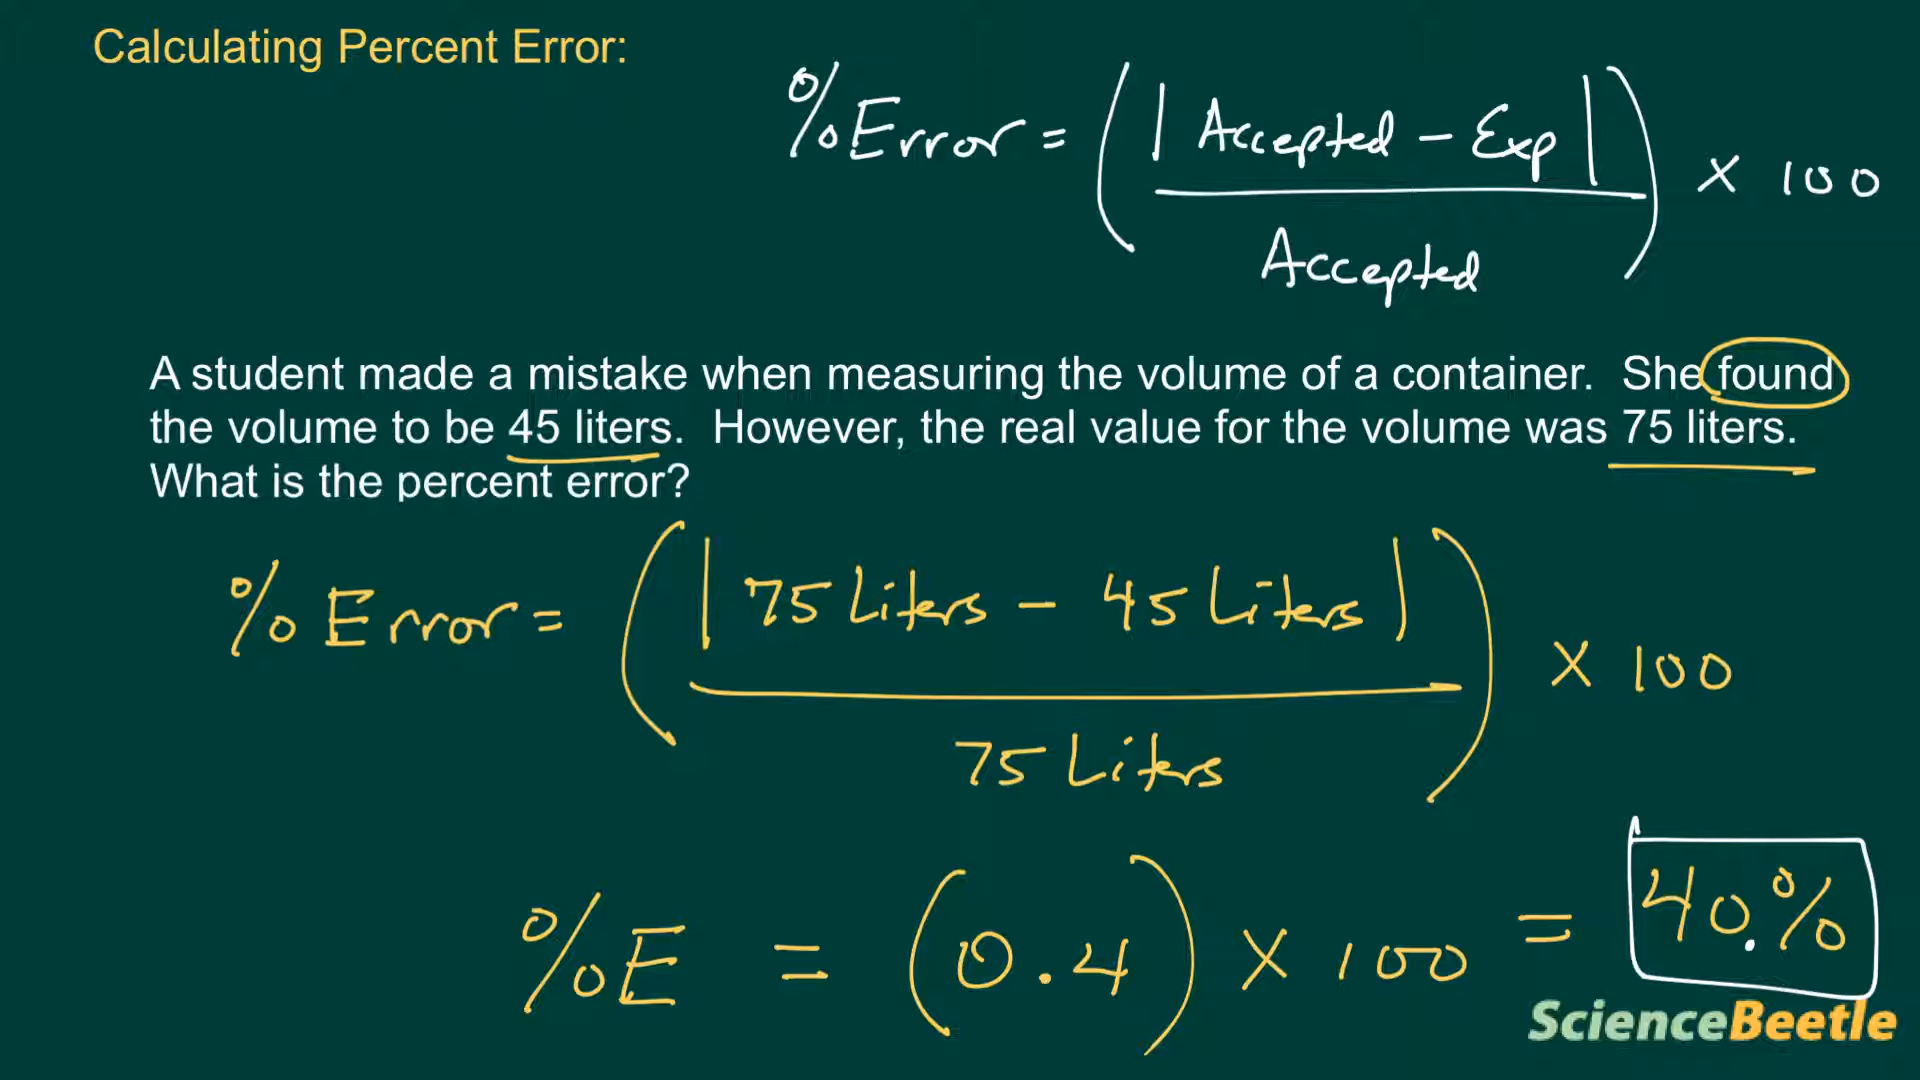 Calculating Percent Error:
% Error = ( | Accepted - Exp | ) x 100
Accepted
A student made a mistake when measuring the volume of a container. She found
the volume to be 45 liters. However, the real value for the volume was 75 liters.
What is the percent error?
% Error = ( | 75 Liters - 45 Liters | ) x 100
75 Liters
% E = (0.4) x 100 = 40.%
ScienceBeetle